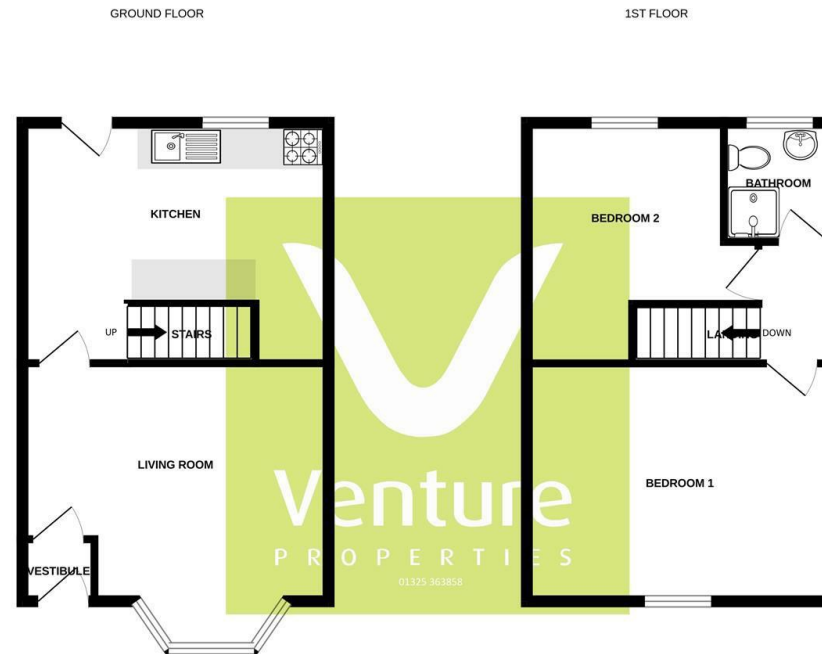 GROUND FLOOR
1ST FLOOR
KITCHEN
BATHROOM
BEDROOM 2
UP
STAIRS
LANDING
DOWN
LIVING ROOM
BEDROOM 1
Venture
PROPERTIES
VESTIBULE
01325 363858